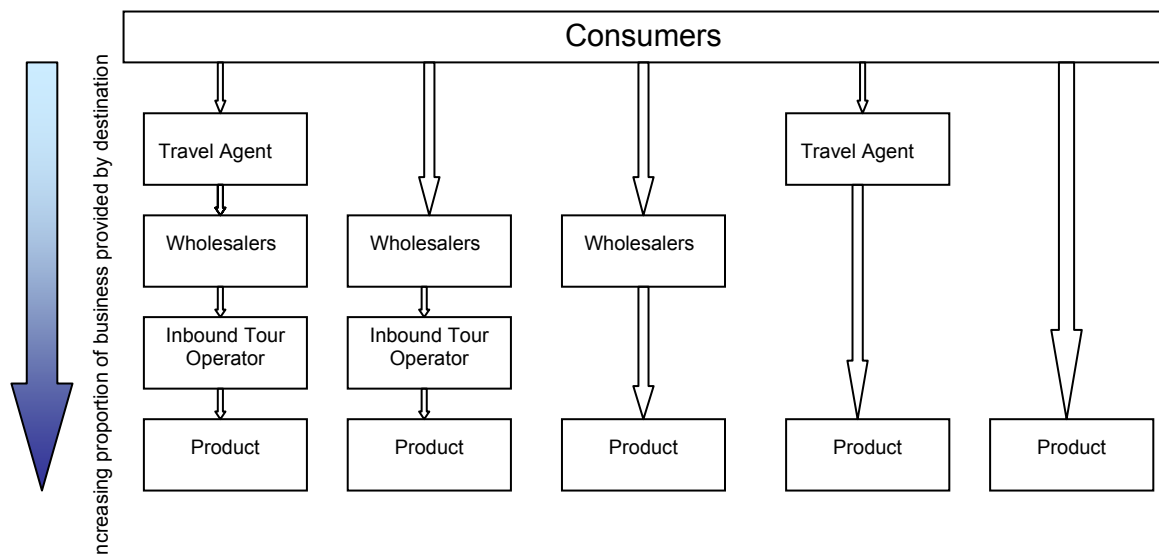 Consumers
ncreasing proportion of business provided by destination
Travel Agent
Travel Agent
Wholesalers
Wholesalers
Wholesalers
Inbound Tour
Operator
Inbound Tour
Operator
Product
Product
Product
Product
Product